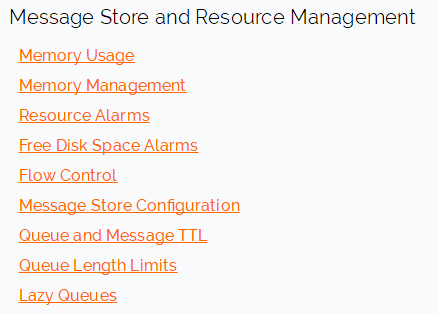 Message Store and Resource Management
Memory Usage
Memory Management
Resource Alarms
Free Disk Space Alarms
Flow Control
Message Store Configuration
Queue and Message TTL
Queue Length Limits
Lazy Queues